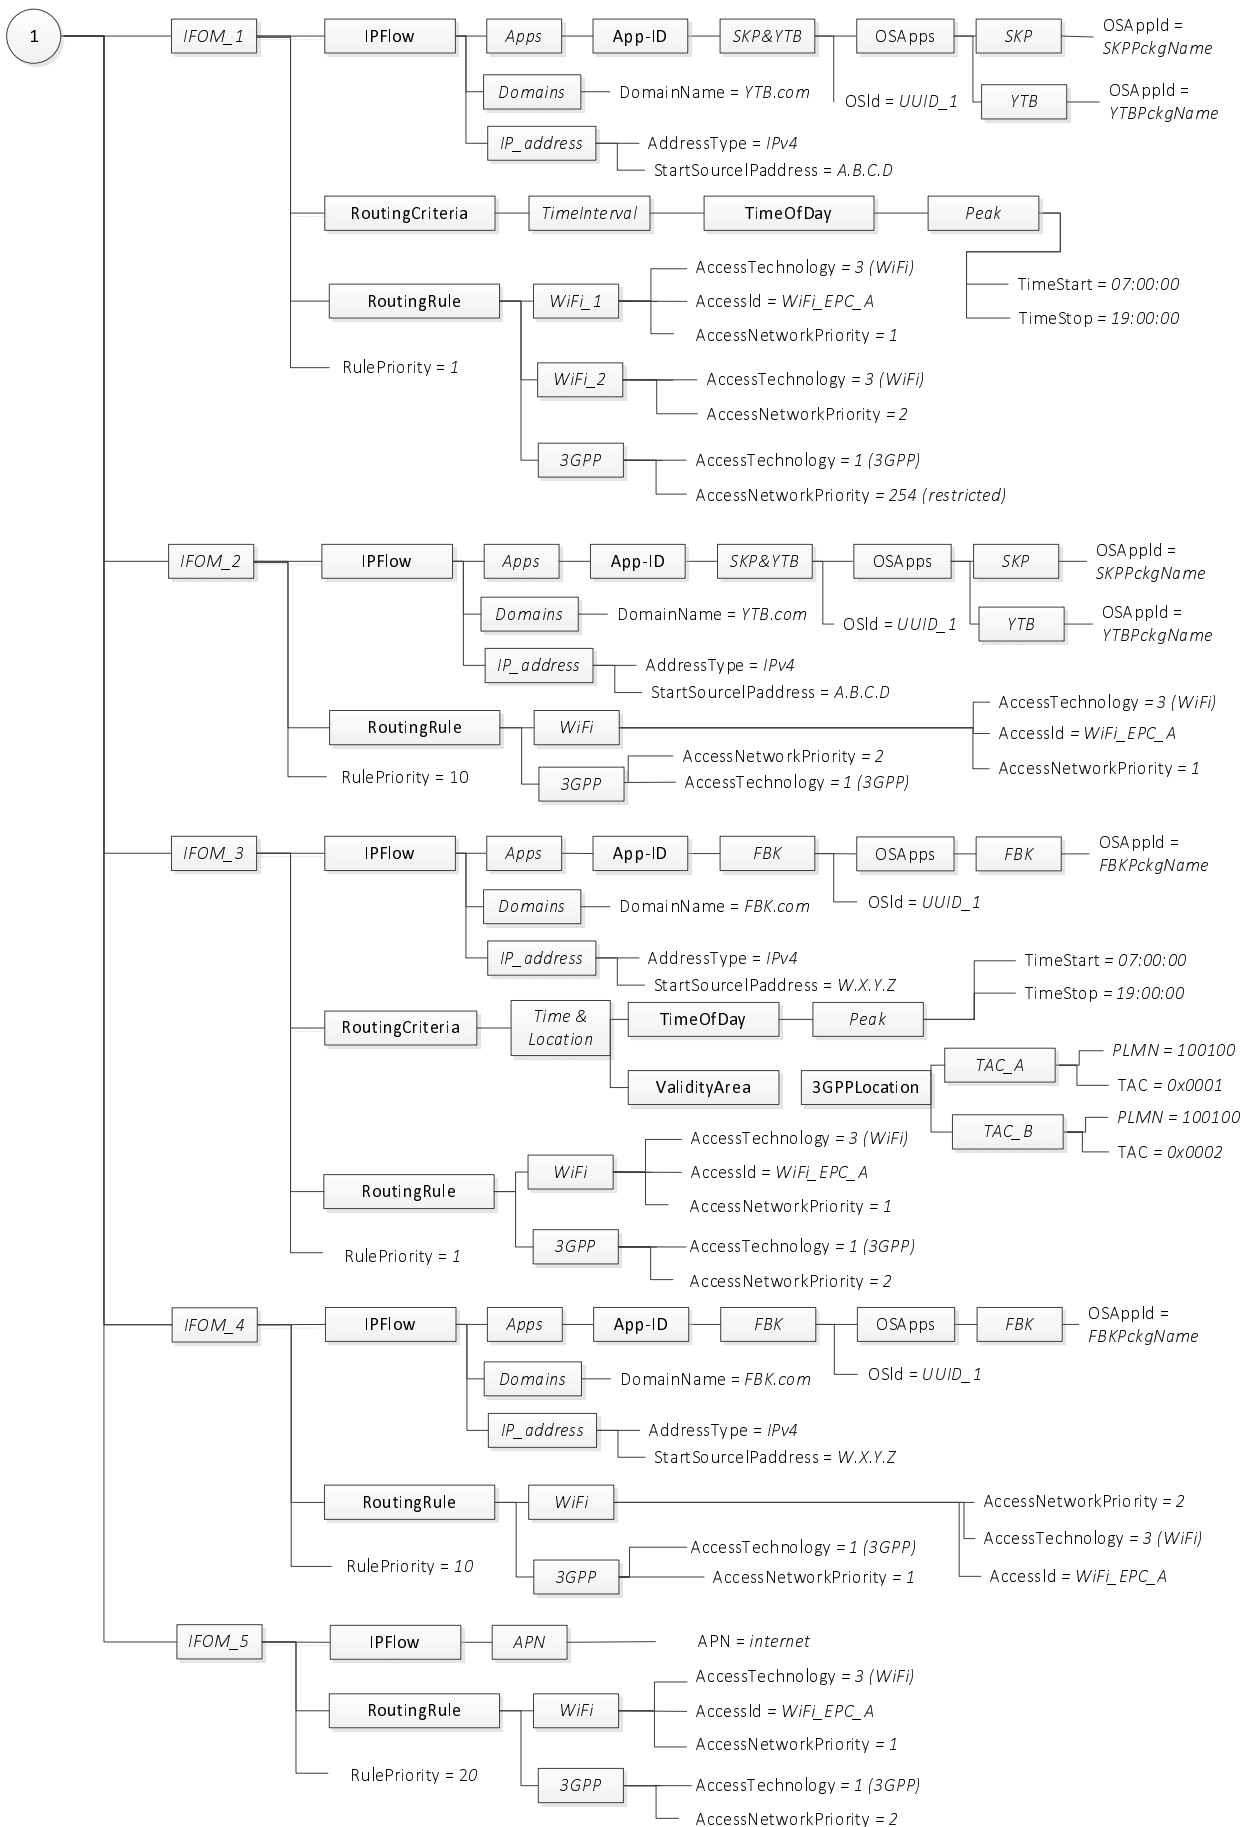 1
IFOM_1
IPFlow
Apps
App-ID
SKP&YTB
OSApps
SKP
OSAppId =
SKPPckgName
Domains
DomainName = YTB.com
OSId = UUID_1
YTB
OSAppId =
YTBPckgName
IP_address
AddressType = IPv4
StartSourceIPaddress = A.B.C.D
RoutingCriteria
TimeInterval
TimeOfDay
Peak
TimeStart = 07:00:00
TimeStop = 19:00:00
RoutingRule
WiFi_1
AccessTechnology = 3 (WiFi)
AccessId = WiFi_EPC_A
AccessNetworkPriority = 1
RulePriority = 1
WiFi_2
AccessTechnology = 3 (WiFi)
AccessNetworkPriority = 2
3GPP
AccessTechnology = 1 (3GPP)
AccessNetworkPriority = 254 (restricted)
IFOM_2
IPFlow
Apps
App-ID
SKP&YTB
OSApps
SKP
OSAppId =
SKPPckgName
Domains
DomainName = YTB.com
OSId = UUID_1
YTB
OSAppId =
YTBPckgName
IP_address
AddressType = IPv4
StartSourceIPaddress = A.B.C.D
RoutingRule
WiFi
AccessTechnology = 3 (WiFi)
AccessId = WiFi_EPC_A
AccessNetworkPriority = 1
RulePriority = 10
3GPP
AccessNetworkPriority = 2
AccessTechnology = 1 (3GPP)
IFOM_3
IPFlow
Apps
App-ID
FBK
OSApps
FBK
OSAppId =
FBKPckgName
Domains
DomainName = FBK.com
OSId = UUID_1
IP_address
AddressType = IPv4
StartSourceIPaddress = W.X.Y.Z
RoutingCriteria
Time &
Location
TimeOfDay
Peak
TimeStart = 07:00:00
TimeStop = 19:00:00
ValidityArea
3GPPLocation
TAC_A
PLMN = 100100
TAC = 0x0001
TAC_B
PLMN = 100100
TAC = 0x0002
RoutingRule
WiFi
AccessTechnology = 3 (WiFi)
AccessId = WiFi_EPC_A
AccessNetworkPriority = 1
RulePriority = 1
3GPP
AccessTechnology = 1 (3GPP)
AccessNetworkPriority = 2
IFOM_4
IPFlow
Apps
App-ID
FBK
OSApps
FBK
OSAppId =
FBKPckgName
Domains
DomainName = FBK.com
OSId = UUID_1
IP_address
AddressType = IPv4
StartSourceIPaddress = W.X.Y.Z
RoutingRule
WiFi
AccessNetworkPriority = 2
AccessTechnology = 3 (WiFi)
AccessId = WiFi_EPC_A
RulePriority = 10
3GPP
AccessTechnology = 1 (3GPP)
AccessNetworkPriority = 1
IFOM_5
IPFlow
APN
APN = internet
RoutingRule
WiFi
AccessTechnology = 3 (WiFi)
AccessId = WiFi_EPC_A
AccessNetworkPriority = 1
RulePriority = 20
3GPP
AccessTechnology = 1 (3GPP)
AccessNetworkPriority = 2